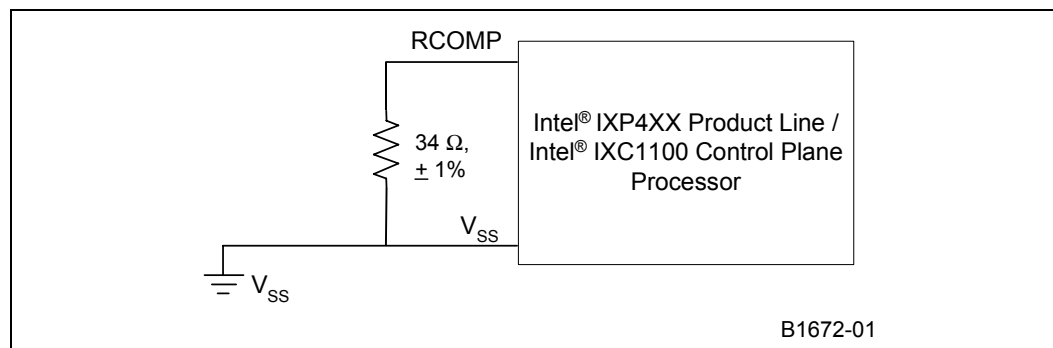 RCOMP
Intel® IXP4XX Product Line /
Intel® IXC1100 Control Plane
Processor
34 Ω,
± 1%
VSS
VSS
B1672-01